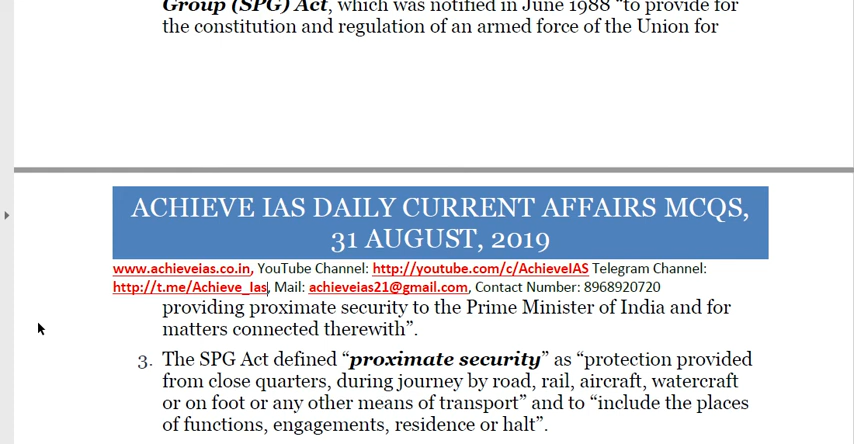 Group (SPG) Act, which was notified in June 1988 “to provide for
the constitution and regulation of an armed force of the Union for
ACHIEVE IAS DAILY CURRENT AFFAIRS MCQS,
31 AUGUST, 2019
www.achieveias.co.in, YouTube Channel: http://youtube.com/c/AchieveIAS Telegram Channel:
http://t.me/Achieve_Ias, Mail: achieveias21@gmail.com, Contact Number: 8968920720
providing proximate security to the Prime Minister of India and for
matters connected therewith”.
3. The SPG Act defined “proximate security” as “protection provided
from close quarters, during journey by road, rail, aircraft, watercraft
or on foot or any other means of transport” and to “include the places
of functions, engagements, residence or halt”.